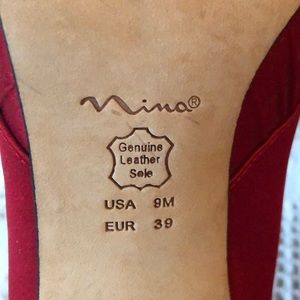 Nina®
Genuine
Leather
Sole
USA 9M
EUR 39